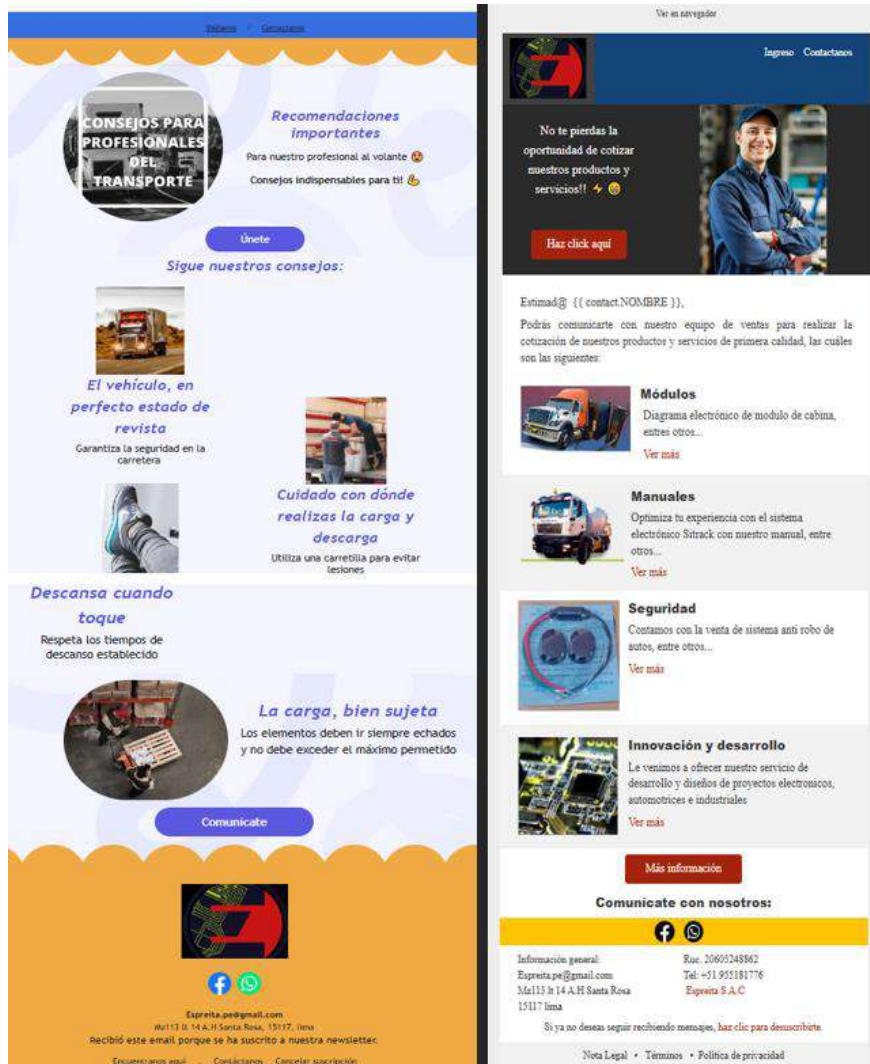 Contactanos
CONSEJOS PARA
PROFESIONALES
DEL
TRANSPORTE
Recomendaciones
importantes
Para nuestro profesional al volante 😲
Consejos indispensables para ti! 💪
Únete
Sigue nuestros consejos:
El vehículo, en
perfecto estado de
revista
Garantiza la seguridad en la
carretera
Cuidado con dónde
realizas la carga y
descarga
Utiliza una carretilla para evitar
lesiones
Descansa cuando
toque
Respeta los tiempos de
descanso establecido
La carga, bien sujeta
Los elementos deben ir siempre echados
y no debe exceder el máximo permetido
Comunicate
Espreita.pe@gmail.com
Mz113 lt 14 A.H Santa Rosa, 15117, lima
Recibió este email porque se ha suscrito a nuestra newsletter.
Encuentranos aquí . Contáctanos Cancelar suscripción
Ver en navegador
Ingreso Contactanos
No te pierdas la
oportunidad de cotizar
nuestros productos y
servicios!! ⚡ 😁
Haz click aquí
Estimad@ {{ contact.NOMBRE }},
Podrás comunicarte con nuestro equipo de ventas para realizar la
cotización de nuestros productos y servicios de primera calidad, las cuáles
son las siguientes:
Módulos
Diagrama electrónico de modulo de cabina,
entres otros...
Ver más
Manuales
Optimiza tu experiencia con el sistema
electrónico Sitrack con nuestro manual, entre
otros...
Ver más
Seguridad
Contamos con la venta de sistema anti robo de
autos, entre otros...
Ver más
Innovación y desarrollo
Le venimos a ofrecer nuestro servicio de
desarrollo y diseños de proyectos electronicos,
automotrices e industriales
Ver más
Más información
Comunícate con nosotros:
Información general:
Espreita.pe@gmail.com
Mz113 lt 14 A.H Santa Rosa
15117 lima
Ruc. 20605248862
Tel: +51 955181776
Espreita S.A.C
Si ya no deseas seguir recibiendo mensajes, haz clic para desuscribirte.
Nota Legal • Términos • Política de privacidad